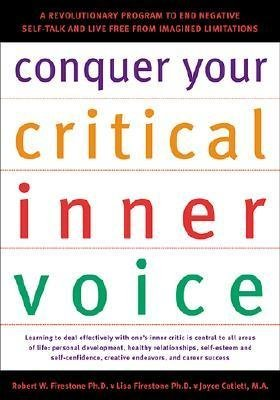 A REVOLUTIONARY PROGRAM TO END NEGATIVE
SELF-TALK AND LIVE FREE FROM IMAGINED LIMITATIONS
conquer your
critical
inner
voice
Learning to deal effectively with one's inner critic is central to all areas
of life: personal development, healthy relationships, self-esteem and
self-confidence, creative endeavors, and career success
Robert W. Firestone Ph.D. v Lisa Firestone Ph.D. v Joyce Catlett, M.A.